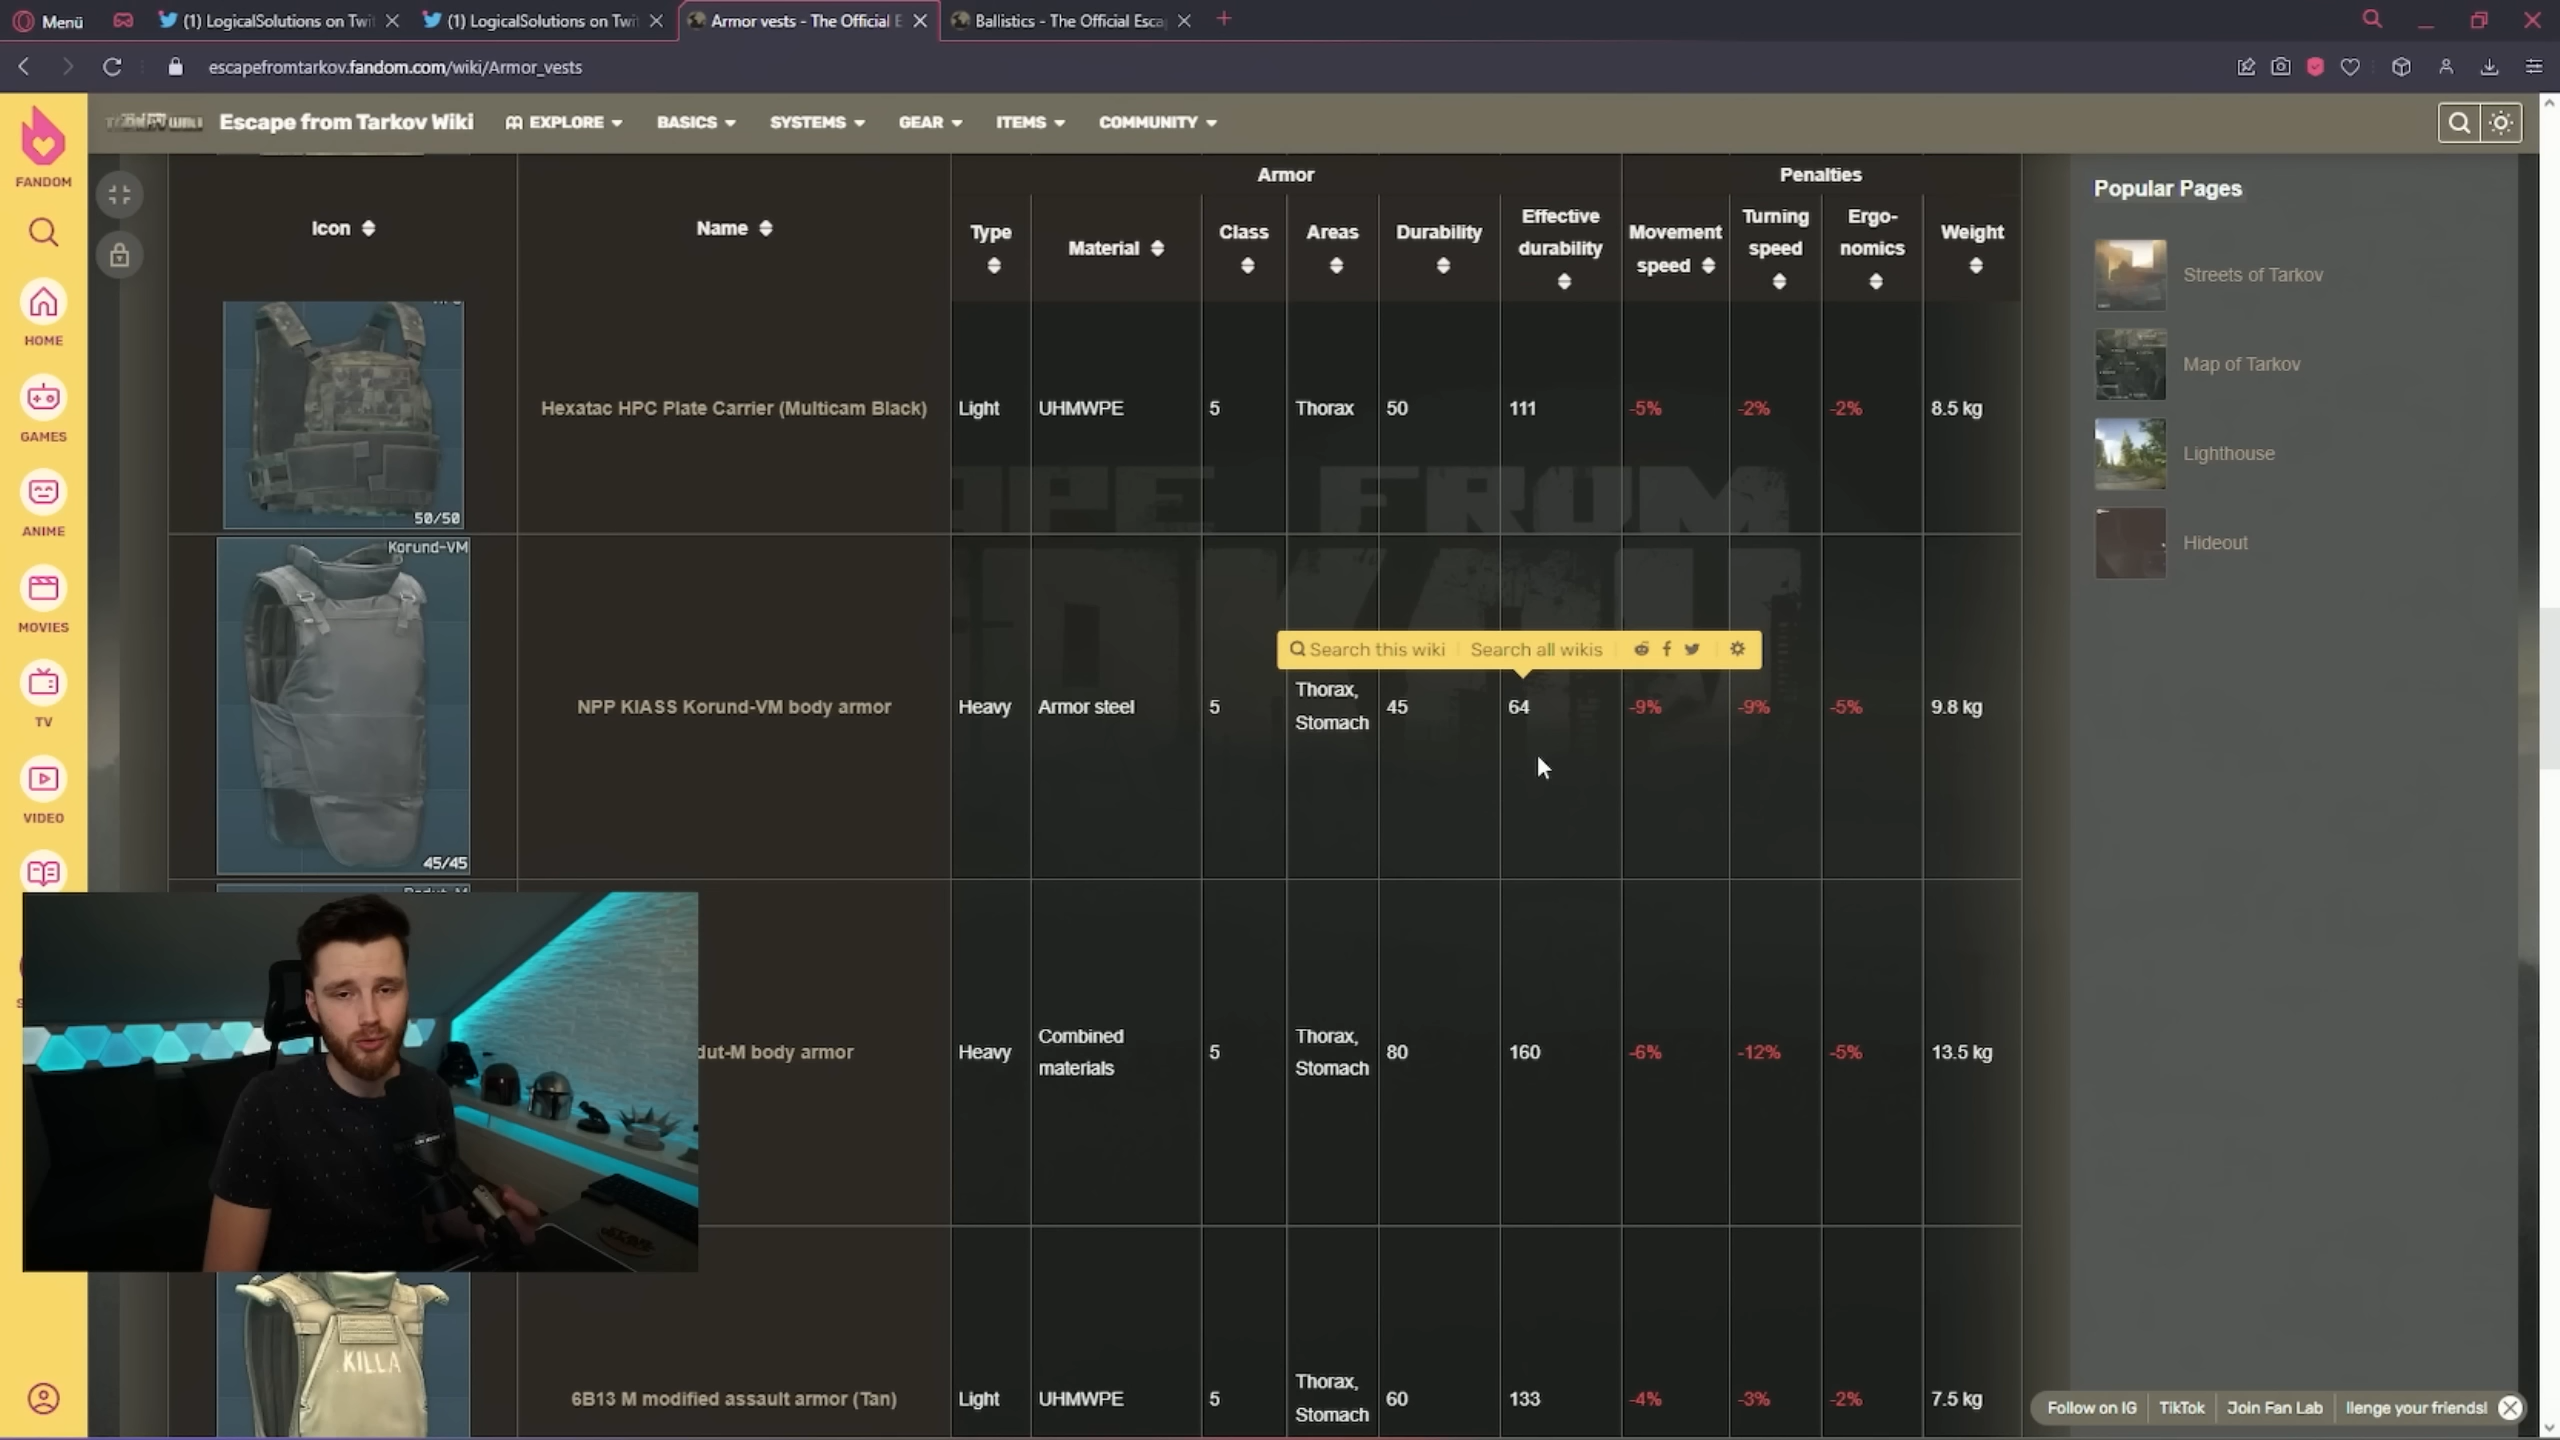 Menü
(1) LogicalSolutions on Twi
(1) LogicalSolutions on Twi
Armor vests - The Official E
Ballistics - The Official Esca
escapefromtarkov.fandom.com/wiki/Armor_vests
Escape from Tarkov Wiki
EXPLORE
BASICS
SYSTEMS
GEAR
ITEMS
COMMUNITY
FANDOM
HOME
GAMES
ANIME
MOVIES
TV
VIDEO
Armor
Penalties
Icon
Name
Type
Material
Class
Areas
Durability
Effective
durability
Movement
speed
Turning
speed
Ergo-
nomics
Weight
50/50
Hexatac HPC Plate Carrier (Multicam Black)
Light
UHMWPE
5
Thorax
50
111
-5%
-2%
-2%
8.5 kg
Search this wiki
Search all wikis
Korund-VM
45/45
NPP KIASS Korund-VM body armor
Heavy
Armor steel
5
Thorax,
Stomach
45
64
-9%
-9%
-5%
9.8 kg
dut-M body armor
Heavy
Combined
materials
5
Thorax,
Stomach
80
160
-6%
-12%
-5%
13.5 kg
KILLA
6B13 M modified assault armor (Tan)
Light
UHMWPE
5
Thorax,
Stomach
60
133
-4%
-3%
-2%
7.5 kg
Popular Pages
Streets of Tarkov
Map of Tarkov
Lighthouse
Hideout
Follow on IG
TikTok
Join Fan Lab
llenge your friends!